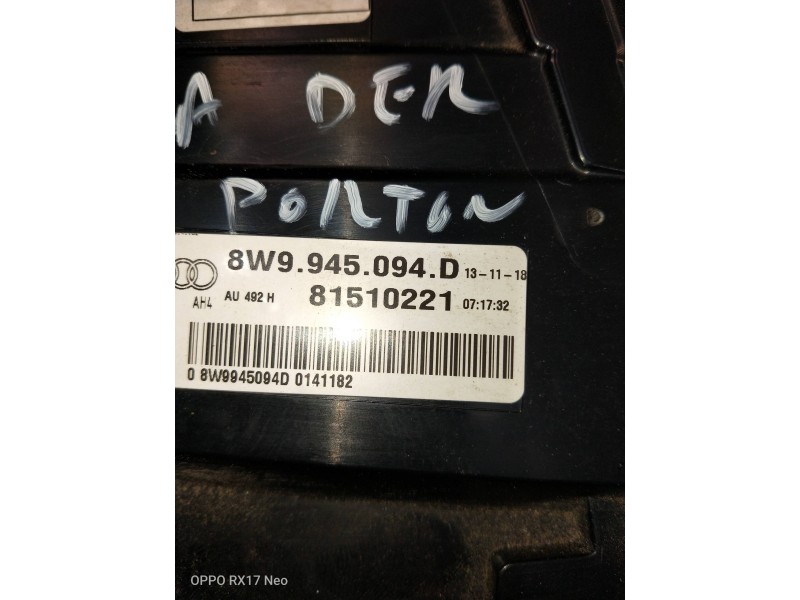 A DER
PORTON
8W9.945.094.D 13-11-18
AH4 AU 492 H 81510221 07:17:32
0 8W9945094D 0141182
OPPO RX17 Neo